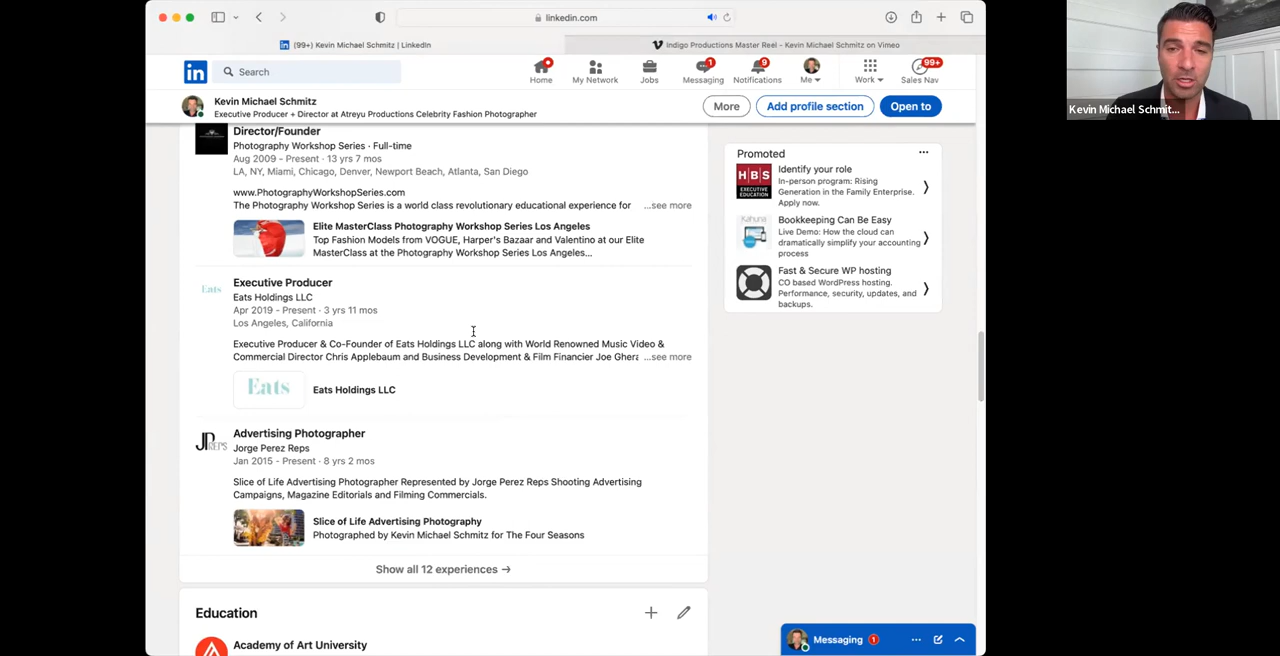 linkedin.com
(99+) Kevin Michael Schmitz | LinkedIn
Indigo Productions Master Reel - Kevin Michael Schmitz on Vimeo
Search
Home
My Network
Jobs
1
Messaging
9
Notifications
Me
Work
99+
Sales Nav
Kevin Michael Schmitz
Executive Producer + Director at Atreyu Productions Celebrity Fashion Photographer
More
Add profile section
Open to
Director/Founder
Photography Workshop Series · Full-time
Aug 2009 - Present · 13 yrs 7 mos
LA, NY, Miami, Chicago, Denver, Newport Beach, Atlanta, San Diego
www.PhotographyWorkshopSeries.com
The Photography Workshop Series is a world class revolutionary educational experience for ...see more
Elite MasterClass Photography Workshop Series Los Angeles
Top Fashion Models from VOGUE, Harper's Bazaar and Valentino at our Elite
MasterClass at the Photography Workshop Series Los Angeles...
Eats
Executive Producer
Eats Holdings LLC
Apr 2019 - Present · 3 yrs 11 mos
Los Angeles, California
Executive Producer & Co-Founder of Eats Holdings LLC along with World Renowned Music Video &
Commercial Director Chris Applebaum and Business Development & Film Financier Joe Ghera ...see more
Eats
Eats Holdings LLC
JPREPS
Advertising Photographer
Jorge Perez Reps
Jan 2015 - Present · 8 yrs 2 mos
Slice of Life Advertising Photographer Represented by Jorge Perez Reps Shooting Advertising
Campaigns, Magazine Editorials and Filming Commercials.
Slice of Life Advertising Photography
Photographed by Kevin Michael Schmitz for The Four Seasons
Show all 12 experiences →
Education
Academy of Art University
Promoted
HBS
EXECUTIVE
EDUCATION
Identify your role
In-person program: Rising
Generation in the Family Enterprise.
Apply now.
Kahuna
Bookkeeping Can Be Easy
Live Demo: How the cloud can
dramatically simplify your accounting
process
Fast & Secure WP hosting
CO based WordPress hosting.
Performance, security, updates, and
backups.
Messaging 1
Kevin Michael Schmit...